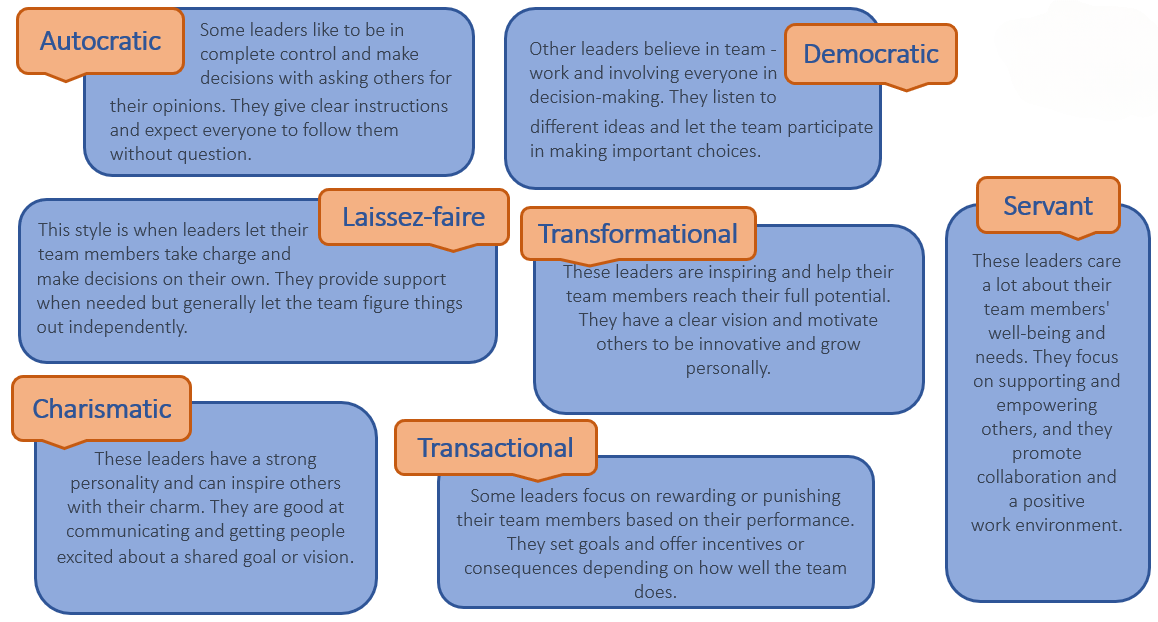 Autocratic
Some leaders like to be in
complete control and make
decisions with asking others for
their opinions. They give clear instructions
and expect everyone to follow them
without question.
Democratic
Other leaders believe in team -
work and involving everyone in
decision-making. They listen to
different ideas and let the team participate
in making important choices.
Laissez-faire
This style is when leaders let their
team members take charge and
make decisions on their own. They provide support
when needed but generally let the team figure things
out independently.
Transformational
These leaders are inspiring and help their
team members reach their full potential.
They have a clear vision and motivate
others to be innovative and grow
personally.
Servant
These leaders care
a lot about their
team members'
well-being and
needs. They focus
on supporting and
empowering
others, and they
promote
collaboration and
a positive
work environment.
Charismatic
These leaders have a strong
personality and can inspire others
with their charm. They are good at
communicating and getting people
excited about a shared goal or vision.
Transactional
Some leaders focus on rewarding or punishing
their team members based on their performance.
They set goals and offer incentives or
consequences depending on how well the team
does.